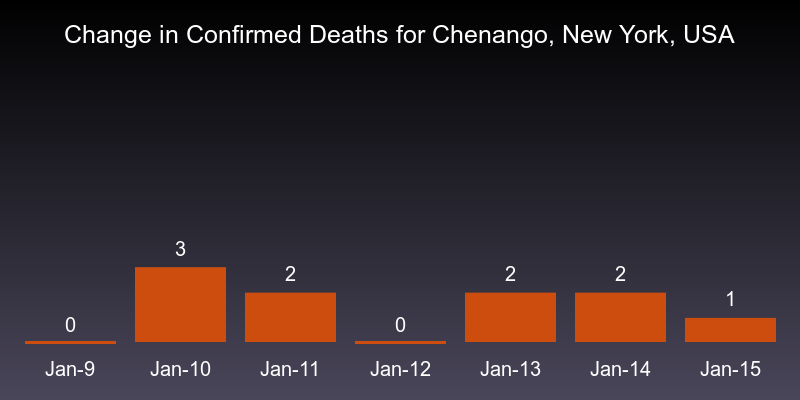 Change in Confirmed Deaths for Chenango, New York, USA
3
2
2
2
1
0
0
Jan-9
Jan-10
Jan-11
Jan-12
Jan-13
Jan-14
Jan-15